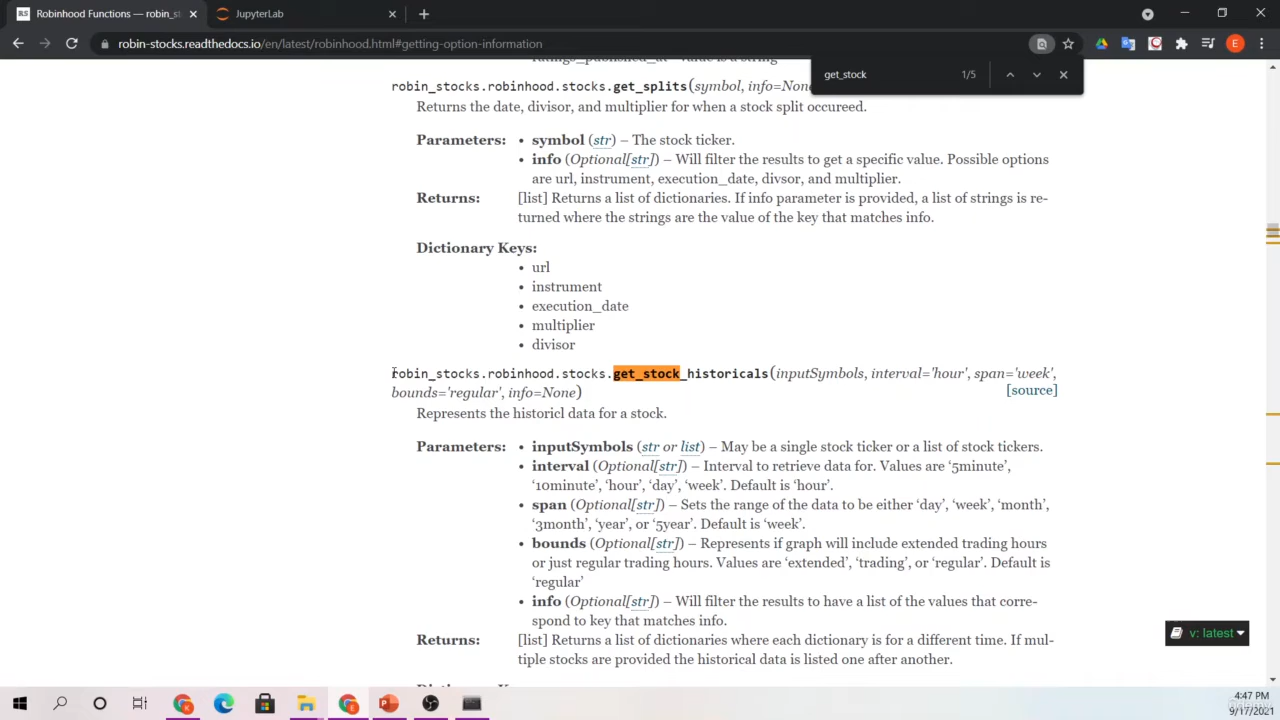 Robinhood Functions — rob_st
JupyterLab
robin-stocks.readthedocs.io/en/latest/robinhood.html#getting-option-information
get_stock 1/5
ratings_published_at - value is a string
robin_stocks.robinhood.stocks.get_splits(symbol, info=None
Returns the date, divisor, and multiplier for when a stock split occureed.
Parameters: • symbol (str) – The stock ticker.
• info (Optional[str]) – Will filter the results to get a specific value. Possible options
are url, instrument, execution_date, divsor, and multiplier.
Returns: [list] Returns a list of dictionaries. If info parameter is provided, a list of strings is re-
turned where the strings are the value of the key that matches info.
Dictionary Keys:
• url
• instrument
• execution_date
• multiplier
• divisor
robin_stocks.robinhood.stocks.get_stock_historicals(inputSymbols, interval='hour', span='week',
bounds='regular', info=None) [source]
Represents the historicl data for a stock.
Parameters: • inputSymbols (str or list) – May be a single stock ticker or a list of stock tickers.
• interval (Optional[str]) – Interval to retrieve data for. Values are ‘5minute’,
‘10minute’, ‘hour’, ‘day’, ‘week’. Default is ‘hour’.
• span (Optional[str]) – Sets the range of the data to be either ‘day’, ‘week’, ‘month’,
‘3month’, ‘year’, or ‘5year’. Default is ‘week’.
• bounds (Optional[str]) – Represents if graph will include extended trading hours
or just regular trading hours. Values are ‘extended’, ‘trading’, or ‘regular’. Default is
‘regular’
• info (Optional[str]) – Will filter the results to have a list of the values that corre-
spond to key that matches info.
v: latest
Returns: [list] Returns a list of dictionaries where each dictionary is for a different time. If mul-
tiple stocks are provided the historical data is listed one after another.
4:47 PM
9/17/2021